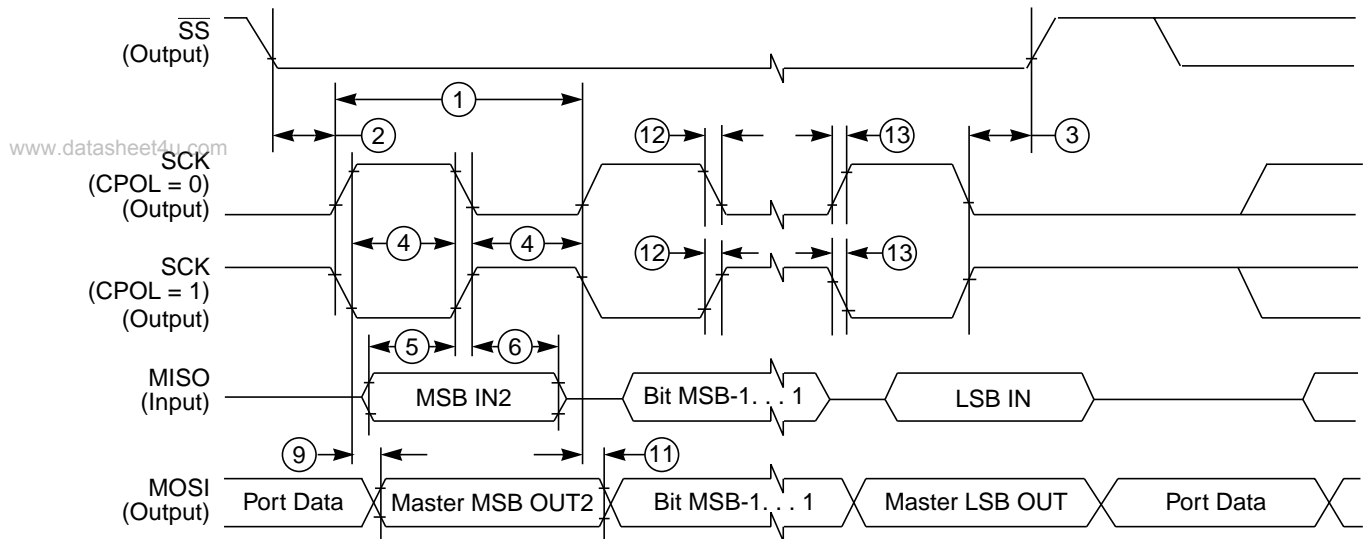 SS
(Output)
1
2
12
13
3
www.datasheet4u.com
SCK
(CPOL = 0)
(Output)
4
4
12
13
SCK
(CPOL = 1)
(Output)
5
6
MISO
(Input)
MSB IN2
Bit MSB-1. . . 1
LSB IN
9
11
MOSI
(Output)
Port Data
Master MSB OUT2
Bit MSB-1. . . 1
Master LSB OUT
Port Data